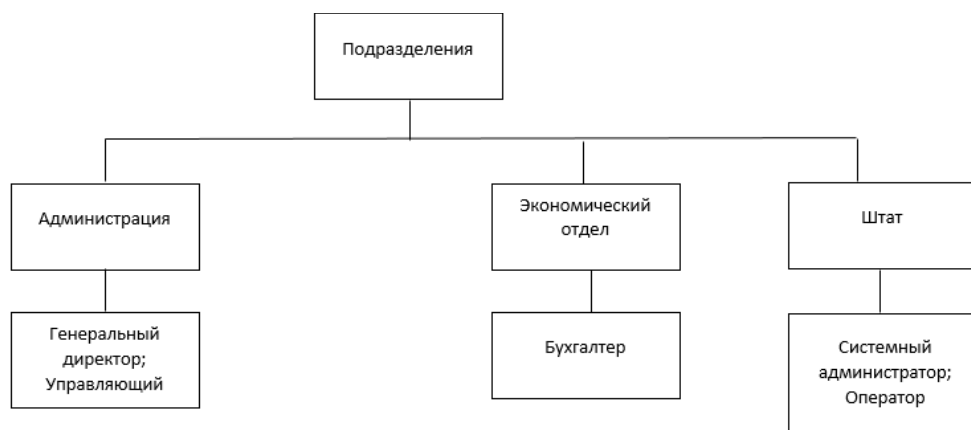 Подразделения
Администрация
Экономический
отдел
Штат
Генеральный
директор;
Управляющий
Бухгалтер
Системный
администратор;
Оператор